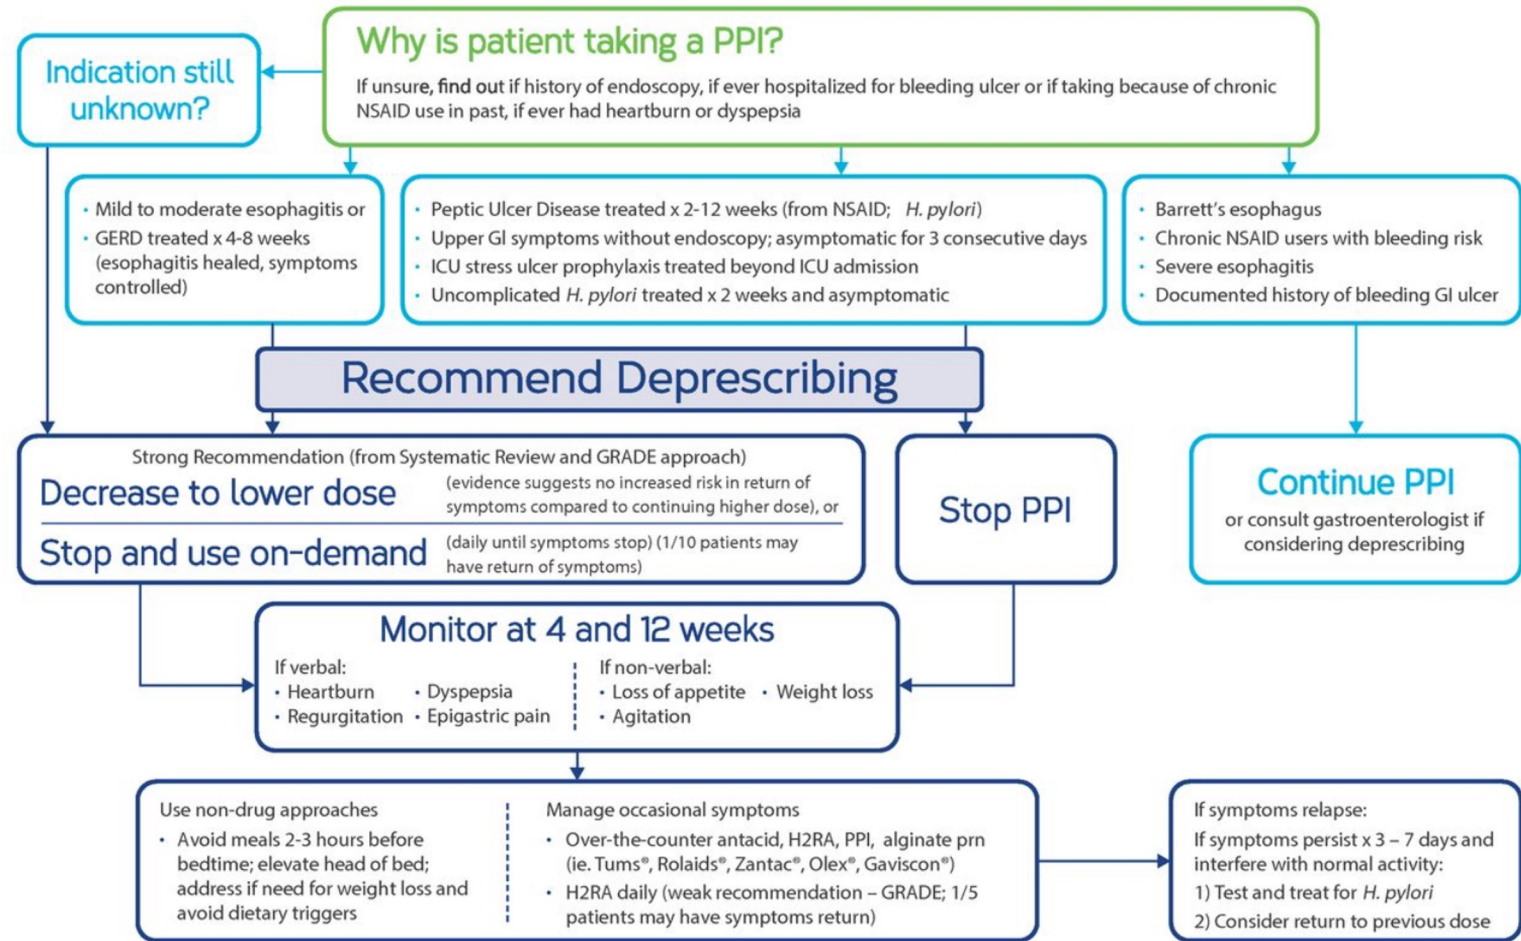 Why is patient taking a PPI?
If unsure, find out if history of endoscopy, if ever hospitalized for bleeding ulcer or if taking because of chronic
NSAID use in past, if ever had heartburn or dyspepsia
Indication still
unknown?
• Mild to moderate esophagitis or
• GERD treated x 4-8 weeks
(esophagitis healed, symptoms
controlled)
• Peptic Ulcer Disease treated x 2-12 weeks (from NSAID; H. pylori)
• Upper GI symptoms without endoscopy; asymptomatic for 3 consecutive days
• ICU stress ulcer prophylaxis treated beyond ICU admission
• Uncomplicated H. pylori treated x 2 weeks and asymptomatic
• Barrett's esophagus
• Chronic NSAID users with bleeding risk
• Severe esophagitis
• Documented history of bleeding GI ulcer
Recommend Deprescribing
Strong Recommendation (from Systematic Review and GRADE approach)
Decrease to lower dose
(evidence suggests no increased risk in return of
symptoms compared to continuing higher dose), or
Stop and use on-demand
(daily until symptoms stop) (1/10 patients may
have return of symptoms)
Stop PPI
Continue PPI
or consult gastroenterologist if
considering deprescribing
Monitor at 4 and 12 weeks
If verbal:
• Heartburn • Dyspepsia
• Regurgitation • Epigastric pain
If non-verbal:
• Loss of appetite • Weight loss
• Agitation
Use non-drug approaches
• Avoid meals 2-3 hours before
bedtime; elevate head of bed;
address if need for weight loss and
avoid dietary triggers
Manage occasional symptoms
• Over-the-counter antacid, H2RA, PPI, alginate prn
(ie. Tums®, Rolaids®, Zantac®, Olex®, Gaviscon®)
• H2RA daily (weak recommendation – GRADE; 1/5
patients may have symptoms return)
If symptoms relapse:
If symptoms persist x 3 – 7 days and
interfere with normal activity:
1) Test and treat for H. pylori
2) Consider return to previous dose